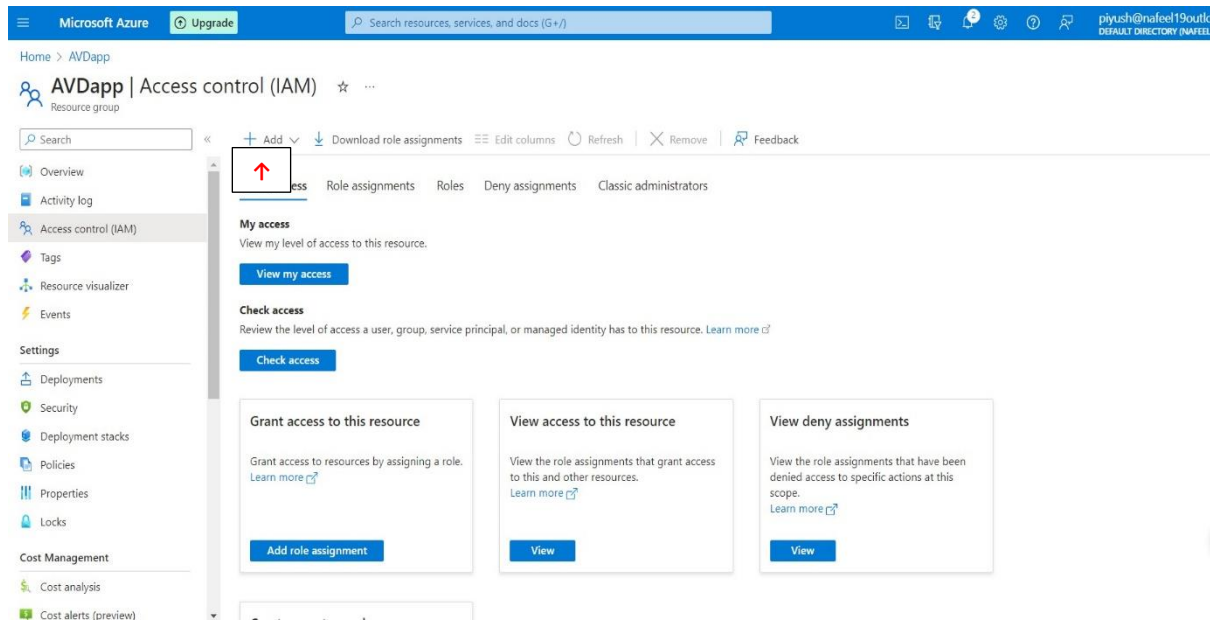 Microsoft Azure Upgrade Search resources, services, and docs (G+/) 2
piyush@nafeel19outlo
DEFAULT DIRECTORY (NAFEEL
Home > AVDapp
AVDapp | Access control (IAM)
Resource group
Search
Add Download role assignments Edit columns Refresh Remove Feedback
Overview
Activity log
Access control (IAM)
Tags
Resource visualizer
Events
Settings
Deployments
Security
Deployment stacks
Policies
Properties
Locks
Cost Management
Cost analysis
Cost alerts (preview)
Role assignments Roles Deny assignments Classic administrators
My access
View my level of access to this resource.
View my access
Check access
Review the level of access a user, group, service principal, or managed identity has to this resource. Learn more
Check access
Grant access to this resource
Grant access to resources by assigning a role.
Learn more
Add role assignment
View access to this resource
View the role assignments that grant access
to this and other resources.
Learn more
View
View deny assignments
View the role assignments that have been
denied access to specific actions at this
scope.
Learn more
View